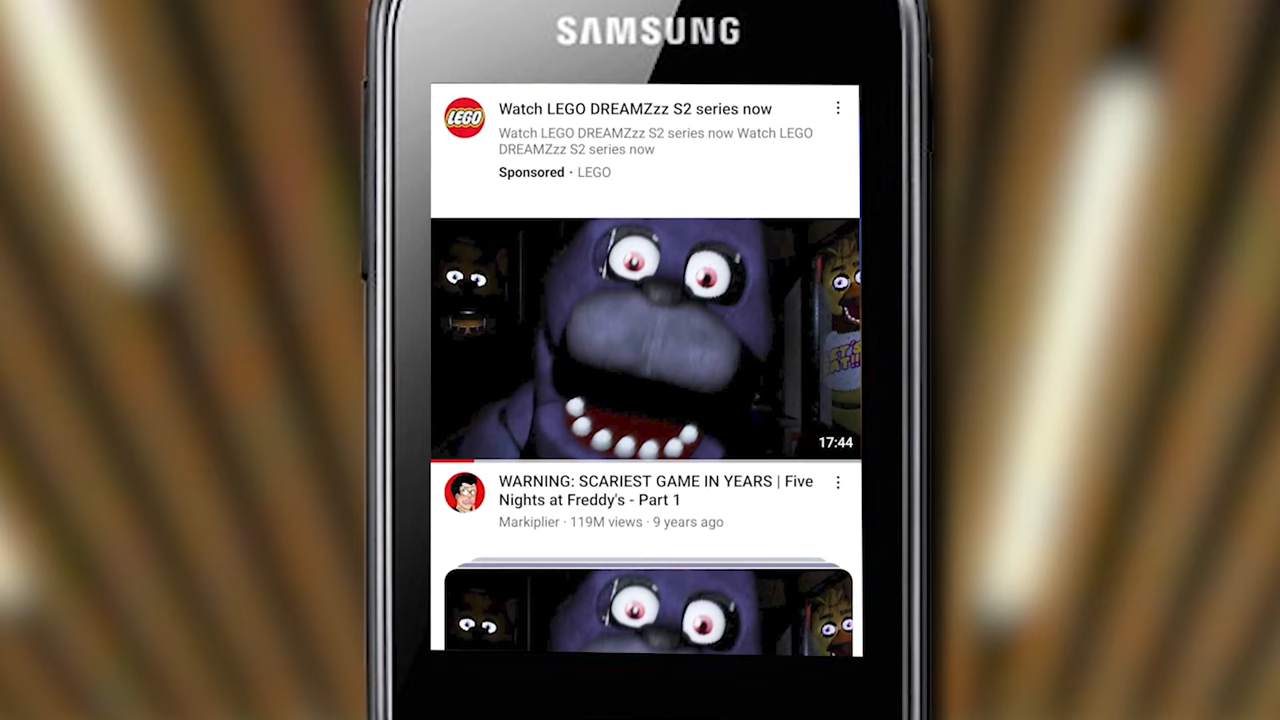 SAMSUNG
LEGO
Watch LEGO DREAMZzz S2 series now
Watch LEGO DREAMZzz S2 series now Watch LEGO
DREAMZzz S2 series now
Sponsored · LEGO
LET'S
EAT!!
17:44
WARNING: SCARIEST GAME IN YEARS | Five
Nights at Freddy's - Part 1
Markiplier · 119M views · 9 years ago